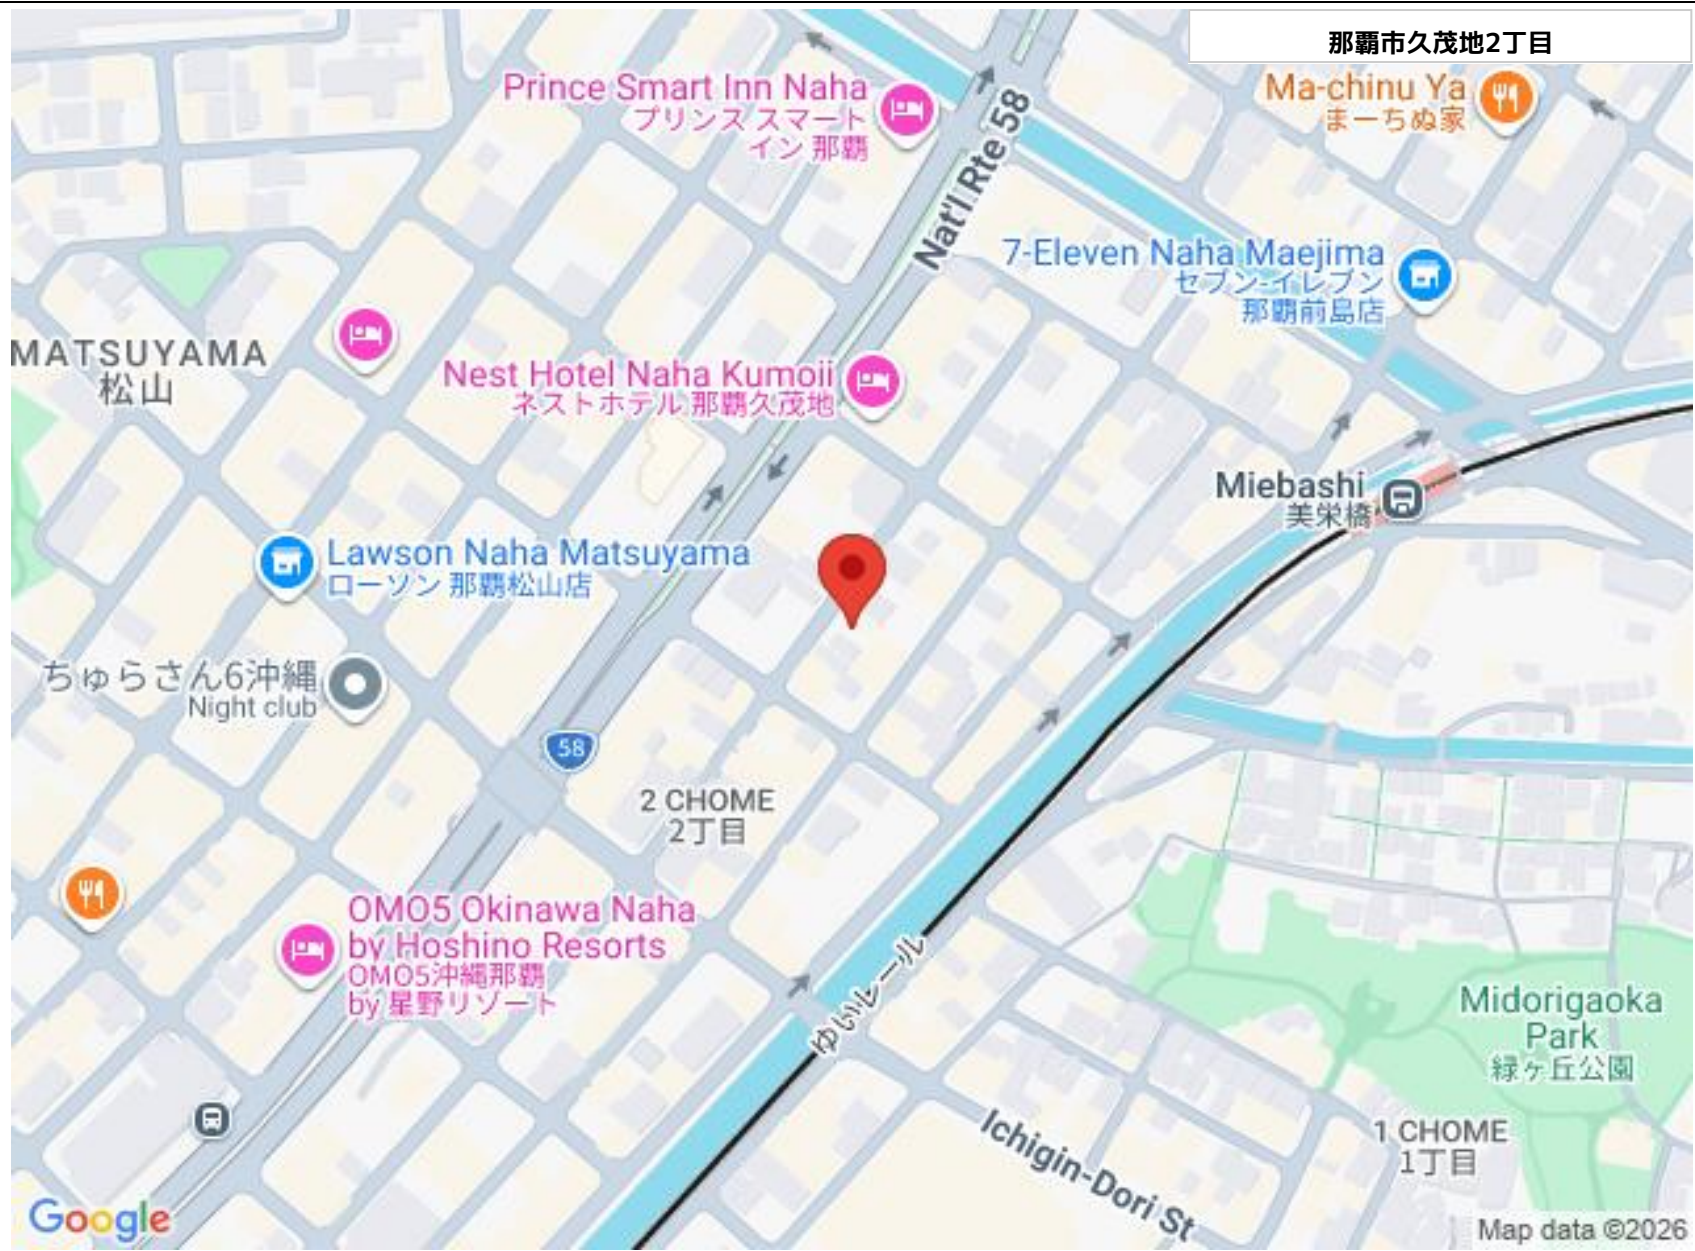 那覇市久茂地2丁目
Prince Smart Inn Naha
プリンス スマート
イン 那覇
Ma-chinu Ya
まーちぬ家
Nat'l Rte 58
7-Eleven Naha Maejima
セブン-イレブン
那覇前島店
MATSUYAMA
松山
Nest Hotel Naha Kumoji
ネストホテル 那覇久茂地
Miebashi
美栄橋
Lawson Naha Matsuyama
ローソン 那覇松山店
ちゅらさん6沖縄
Night club
58
2 CHOME
2丁目
OMO5 Okinawa Naha
by Hoshino Resorts
OMO5沖縄那覇
by 星野リゾート
ゆいレール
Midorigaoka
Park
緑ヶ丘公園
Ichigin-Dori St
1 CHOME
1丁目
Google
Map data ©2026